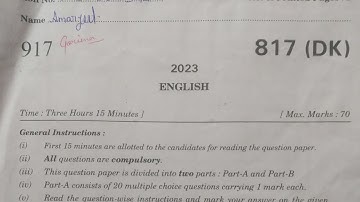 Name Amarjeet
917 817 (DK)
2023
ENGLISH
Time : Three Hours 15 Minutes ] [ Max. Marks : 70
General Instructions :
(i) First 15 minutes are allotted to the candidates for reading the question paper.
(ii) All questions are compulsory.
(iii) This question paper is divided into two parts : Part-A and Part-B
(iv) Part-A consists of 20 multiple choice questions carrying 1 mark each.
(v) Read the question-wise instructions and mark your answer on the given